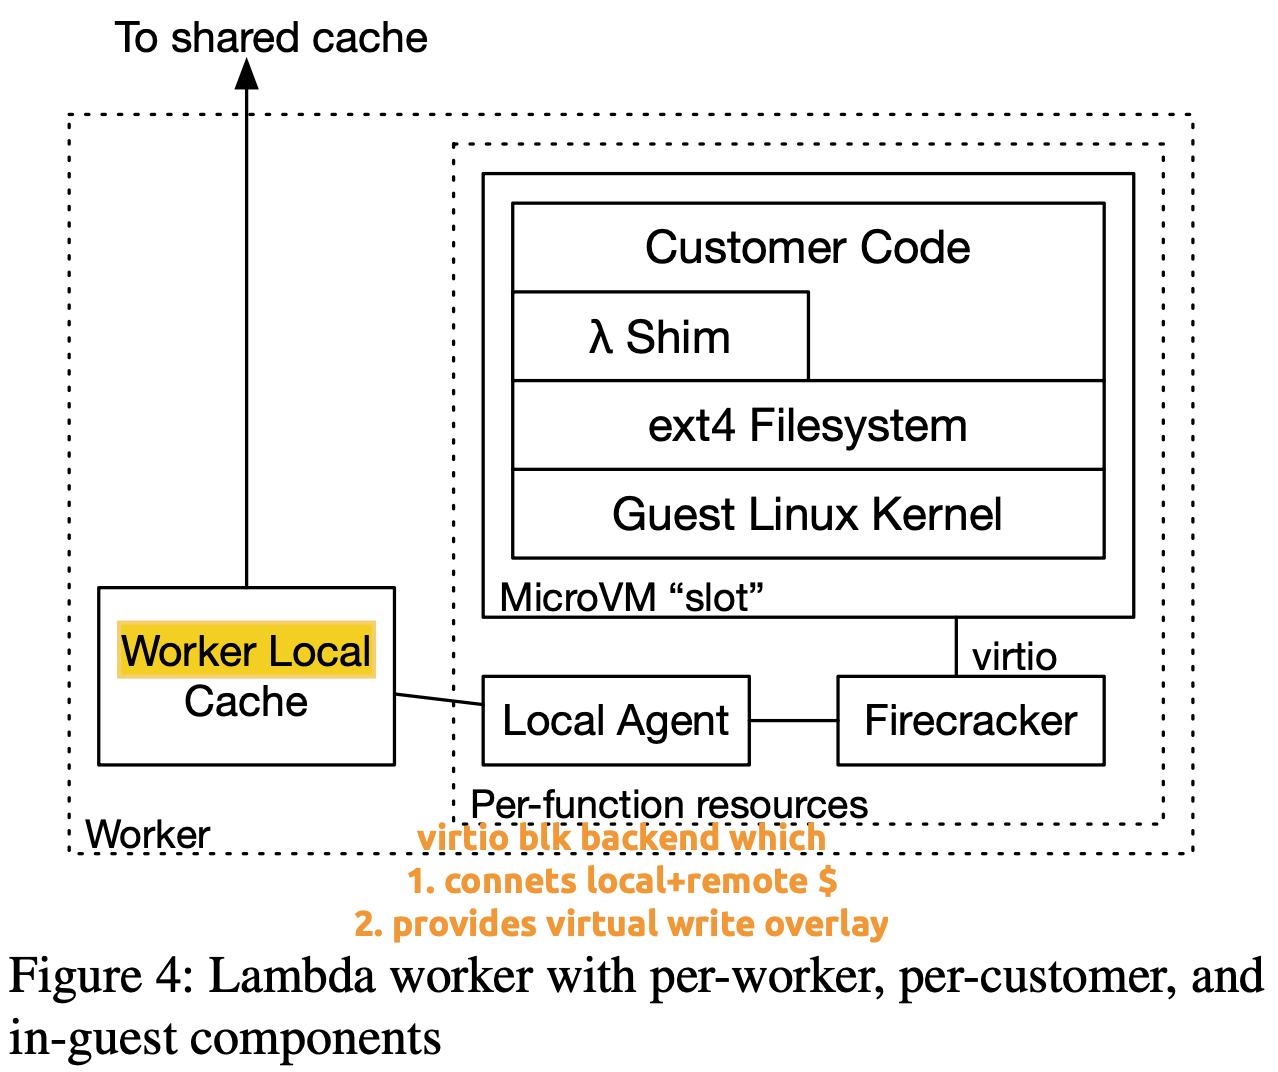 To shared cache
Customer Code
λ Shim
ext4 Filesystem
Guest Linux Kernel
MicroVM “slot”
virtio
Worker Local
Cache
Local Agent
Firecracker
Per-function resources
Worker
virtio blk backend which
1. connets local+remote $
2. provides virtual write overlay
Figure 4: Lambda worker with per-worker, per-customer, and
in-guest components